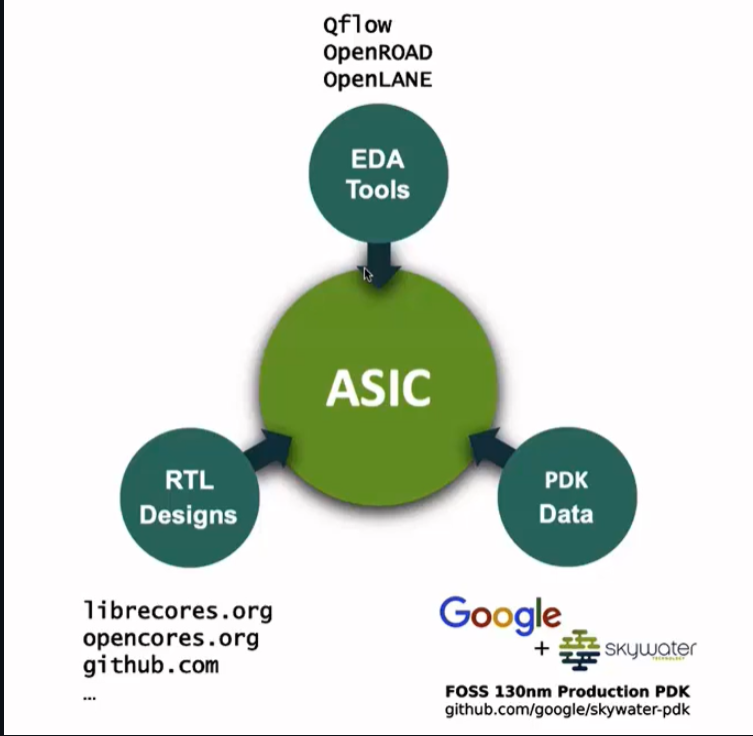 Qflow
OpenROAD
OpenLANE
EDA
Tools
ASIC
RTL
Designs
PDK
Data
librecores.org
opencores.org
github.com
...
Google
+ skywater
TECHNOLOGY
FOSS 130nm Production PDK
github.com/google/skywater-pdk